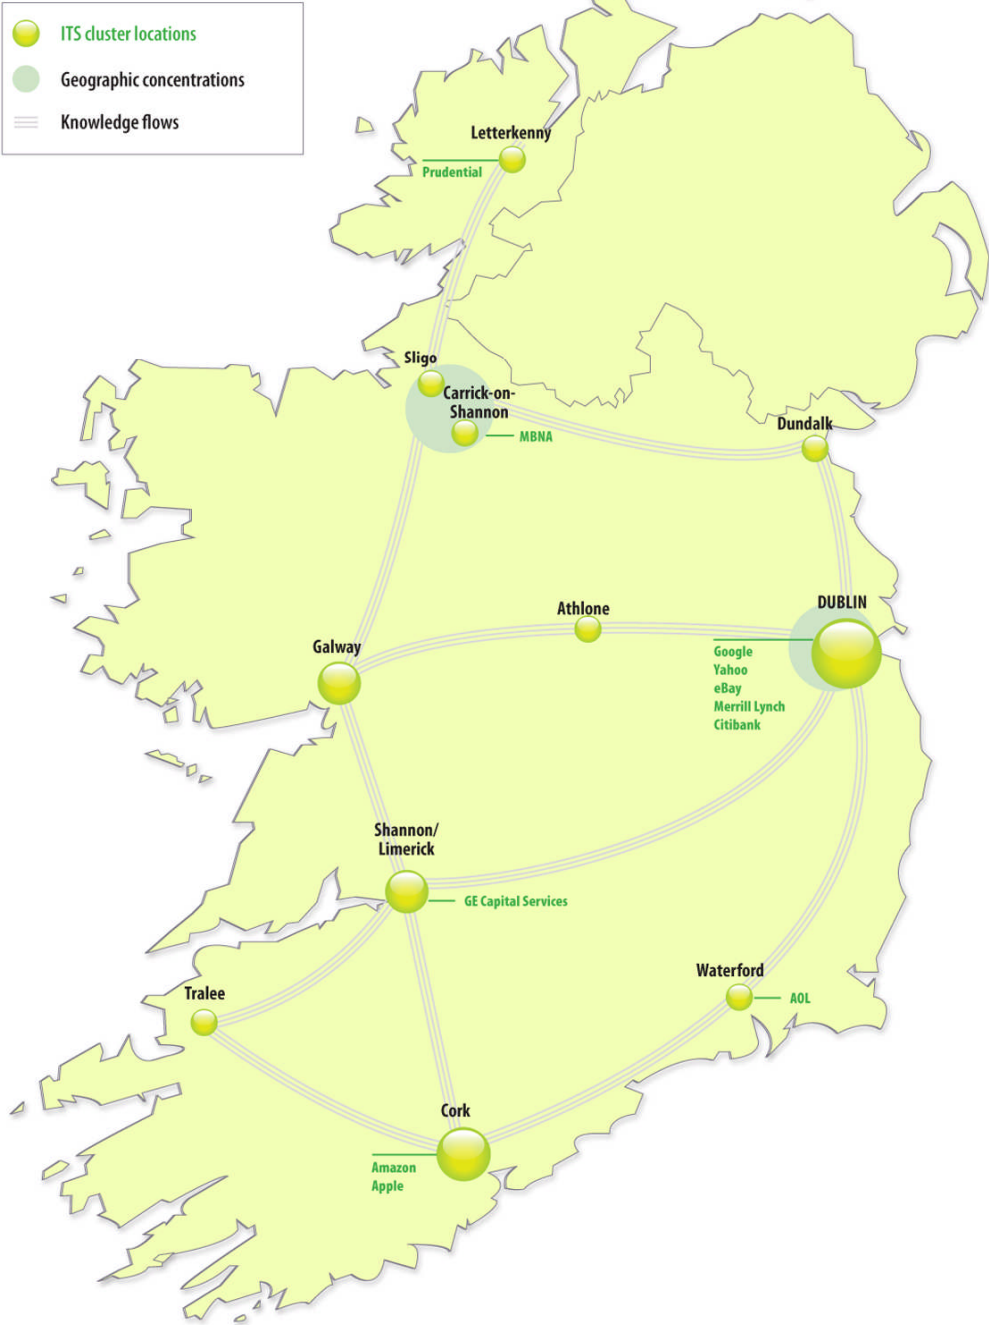 ITS cluster locations
Geographic concentrations
Knowledge flows
Letterkenny
Prudential
Sligo
Carrick-on-
Shannon
MBNA
Dundalk
DUBLIN
Google
Yahoo
eBay
Merrill Lynch
Citibank
Athlone
Galway
Shannon/
Limerick
GE Capital Services
Waterford
AOL
Tralee
Cork
Amazon
Apple